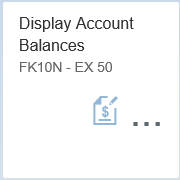 Display Account
Balances
FK10N - EX 50
$
...